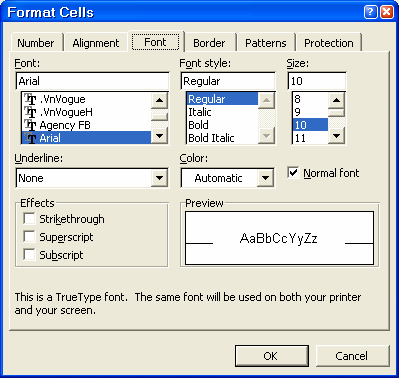 Format Cells
Number Alignment Font Border Patterns Protection
Font: Font style: Size:
Arial Regular 10
.VnVogue Regular 8
.VnVogueH Italic 9
Agency FB Bold 10
Arial Bold Italic 11
Underline: Color:
None Automatic Normal font
Effects Preview
Strikethrough
Superscript AaBbCcYyZz
Subscript
This is a TrueType font. The same font will be used on both your printer
and your screen.
OK Cancel